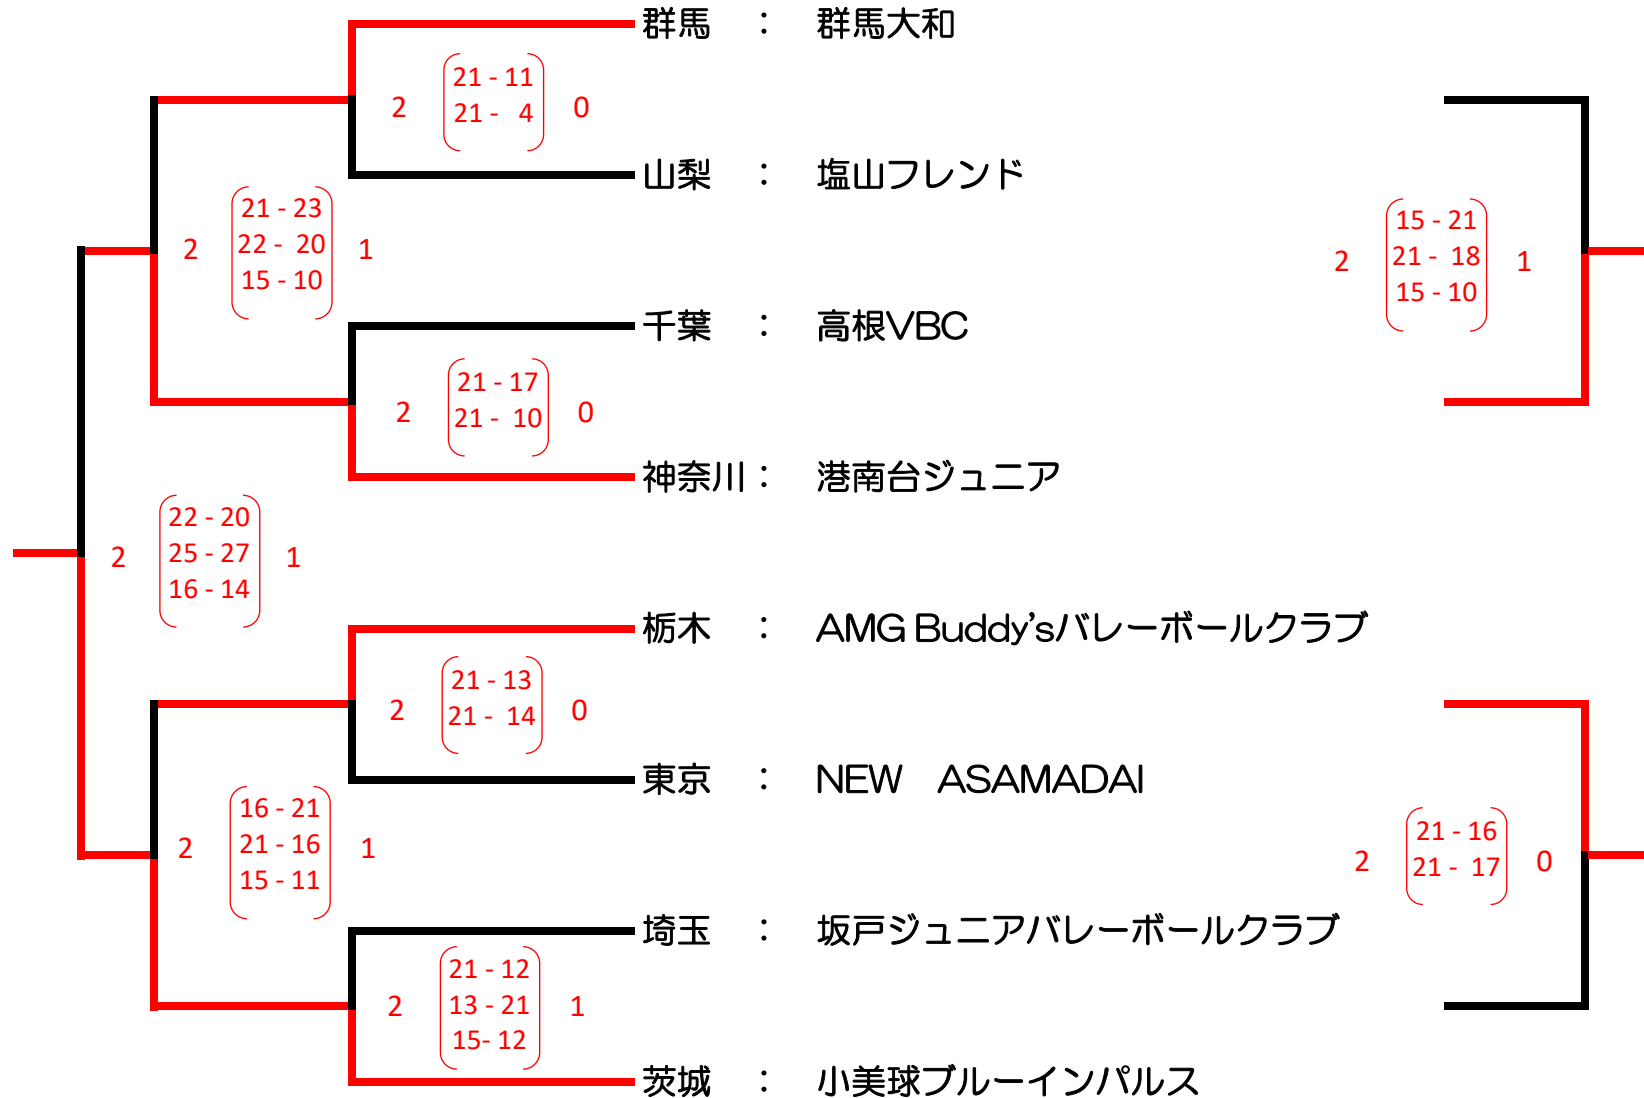 群馬 : 群馬大和
21 - 11
2 0
21 - 4
山梨 : 塩山フレンド
21 - 23
2 22 - 20 1
15 - 10
15 - 21
2 21 - 18 1
15 - 10
千葉 : 高根VBC
21 - 17
2 0
21 - 10
神奈川: 港南台ジュニア
22 - 20
2 25 - 27 1
16 - 14
栃木 : AMG Buddy'sバレーボールクラブ
21 - 13
2 0
21 - 14
東京 : NEW ASAMADAI
16 - 21
2 21 - 16 1
15 - 11
21 - 16
2 0
21 - 17
埼玉 : 坂戸ジュニアバレーボールクラブ
21 - 12
2 13 - 21 1
15- 12
茨城 : 小美球ブルーインパルス